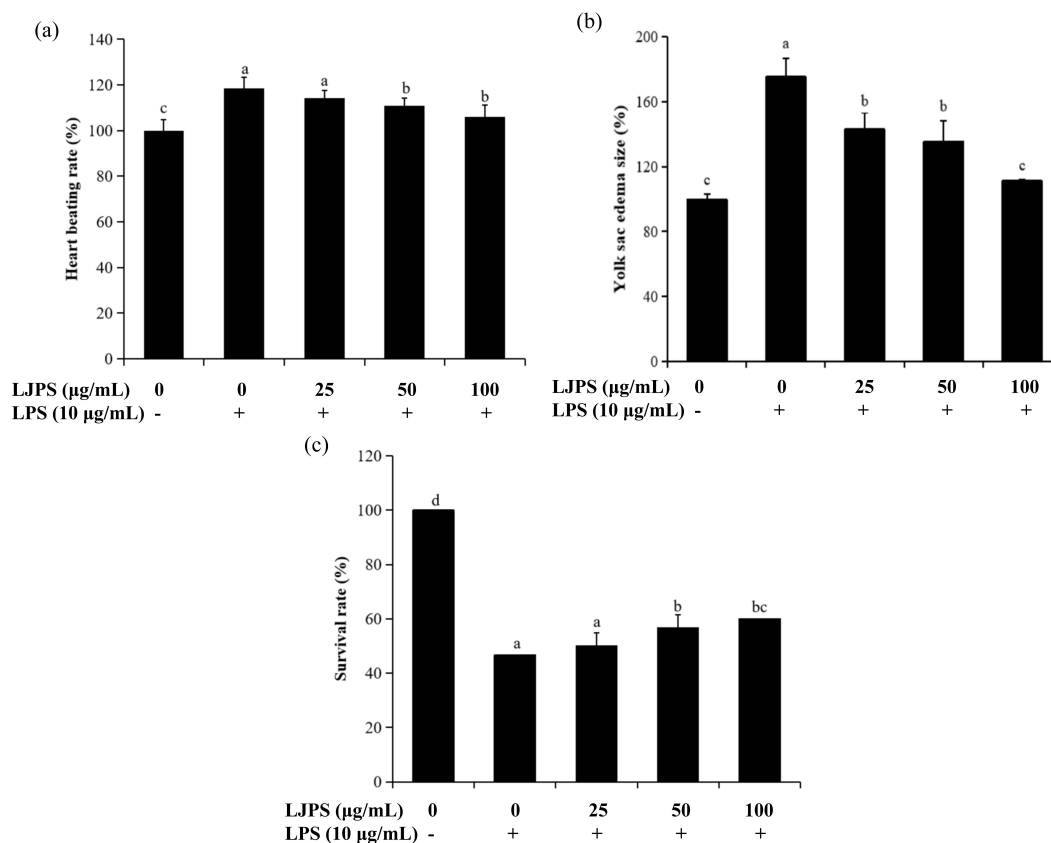 (a)
140
120
100
80
60
40
20
0
Heart beating rate (%)
c
a
a
b
b
LJPS (μg/mL) 0 0 25 50 100
LPS (10 μg/mL) - + + + +
(b)
200
160
120
80
40
0
Yolk sac edema size (%)
c
a
b
b
c
LJPS (μg/mL) 0 0 25 50 100
LPS (10 μg/mL) - + + + +
(c)
120
100
80
60
40
20
0
Survival rate (%)
d
a
a
b
bc
LJPS (μg/mL) 0 0 25 50 100
LPS (10 μg/mL) - + + + +